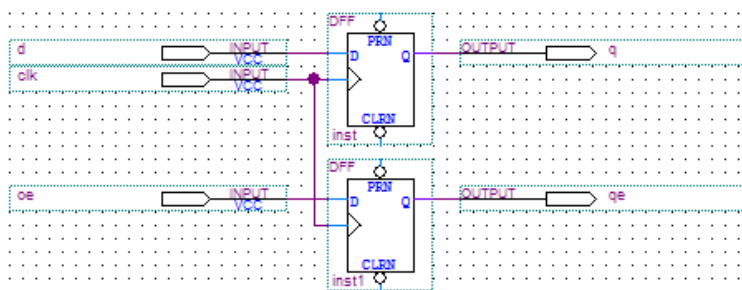 DFF
PRN
d INPUT VCC D Q OUTPUT q
clk INPUT VCC
CLRN
inst
DFF
PRN
oe INPUT VCC D Q OUTPUT qe
CLRN
inst1